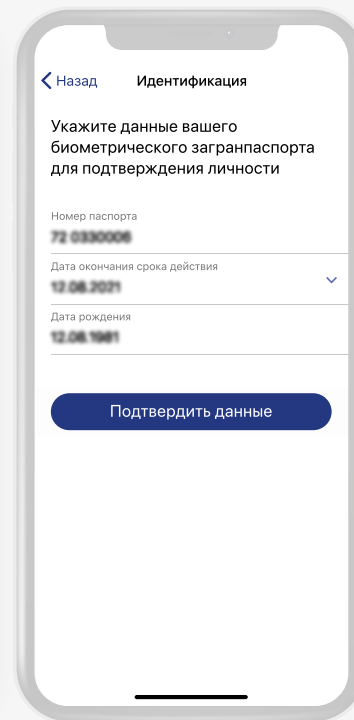 Назад
Идентификация
Укажите данные вашего
биометрического загранпаспорта
для подтверждения личности
Номер паспорта
Дата окончания срока действия
Дата рождения
Подтвердить данные